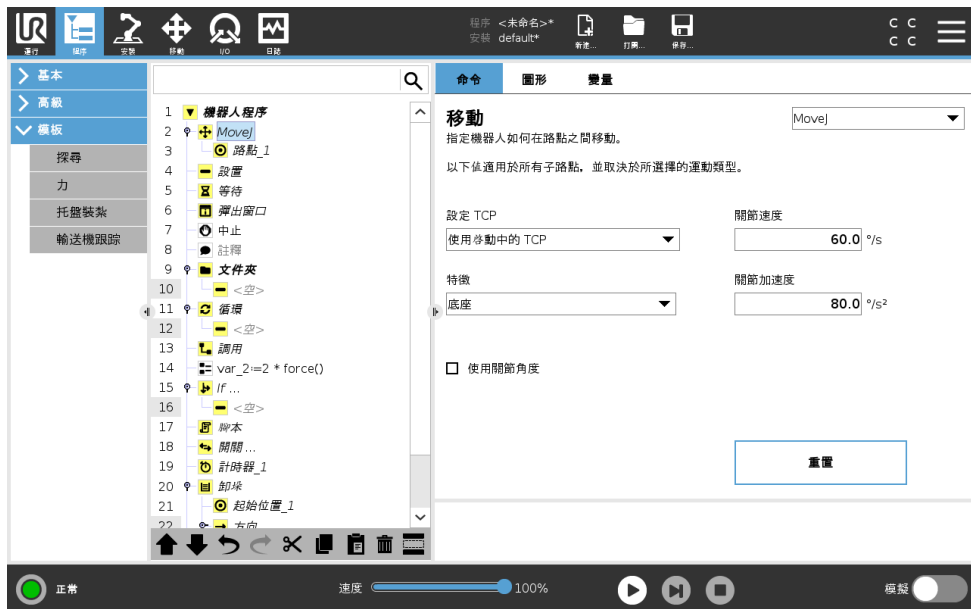 UR
運行
程序
安裝
移動
I/O
日誌
程序 <未命名>*
安裝 default*
新建...
打開...
保存...
C C
C C
基本
高級
模板
探尋
力
托盤裝紮
輸送機跟踪
1 機器人程序
2 MoveJ
3 路點_1
4 設置
5 等待
6 彈出窗口
7 中止
8 註釋
9 文件夾
10 <空>
11 循環
12 <空>
13 調用
14 var_2:=2 * force()
15 If ...
16 <空>
17 腳本
18 開關 ...
19 計時器_1
20 卸垛
21 起始位置_1
22 方向
命令
圖形
變量
移動
MoveJ
指定機器人如何在路點之間移動。
以下值適用於所有子路點，並取決於所選擇的運動類型。
設定 TCP
關節速度
使用啓動中的 TCP
60.0 °/s
特徵
關節加速度
底座
80.0 °/s²
使用關節角度
重置
正常
速度
100%
模擬